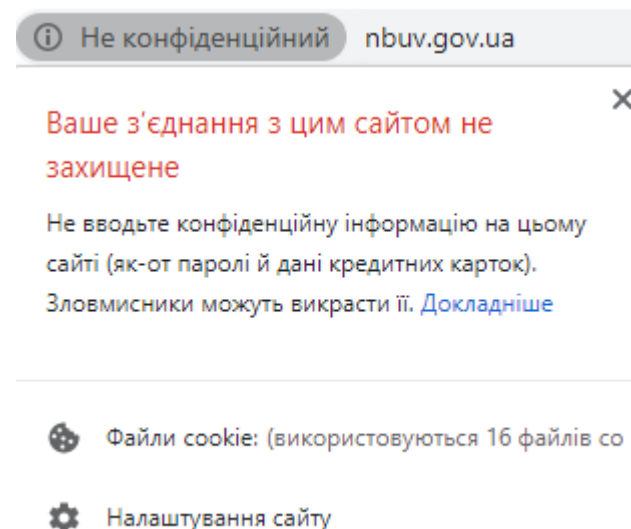 Не конфіденційний nbuv.gov.ua
Ваше з’єднання з цим сайтом не
захищене
Не вводьте конфіденційну інформацію на цьому
сайті (як-от паролі й дані кредитних карток).
Зловмисники можуть викрасти її. Докладніше
Файли cookie: (використовуються 16 файлів co
Налаштування сайту